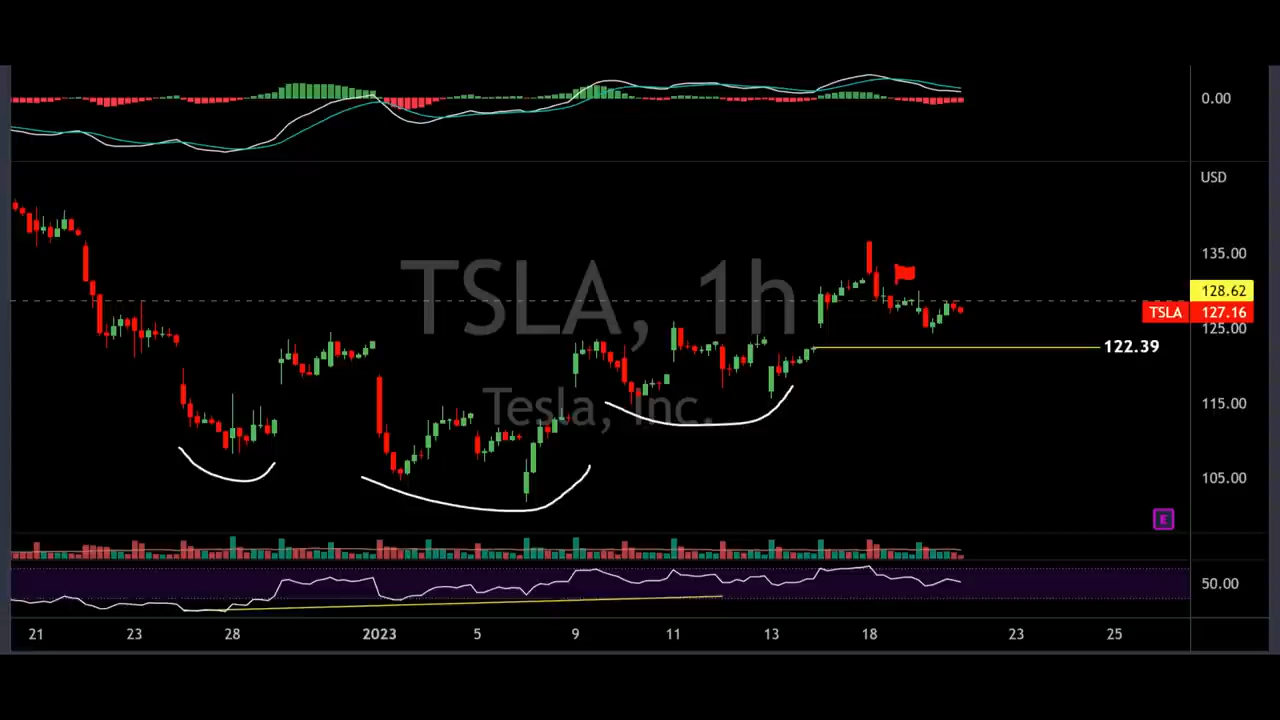 0.00
USD
TSLA, 1h
Tesla, Inc.
135.00
128.62
TSLA 127.16
125.00
122.39
115.00
105.00
E
50.00
21 23 28 2023 5 9 11 13 18 23 25